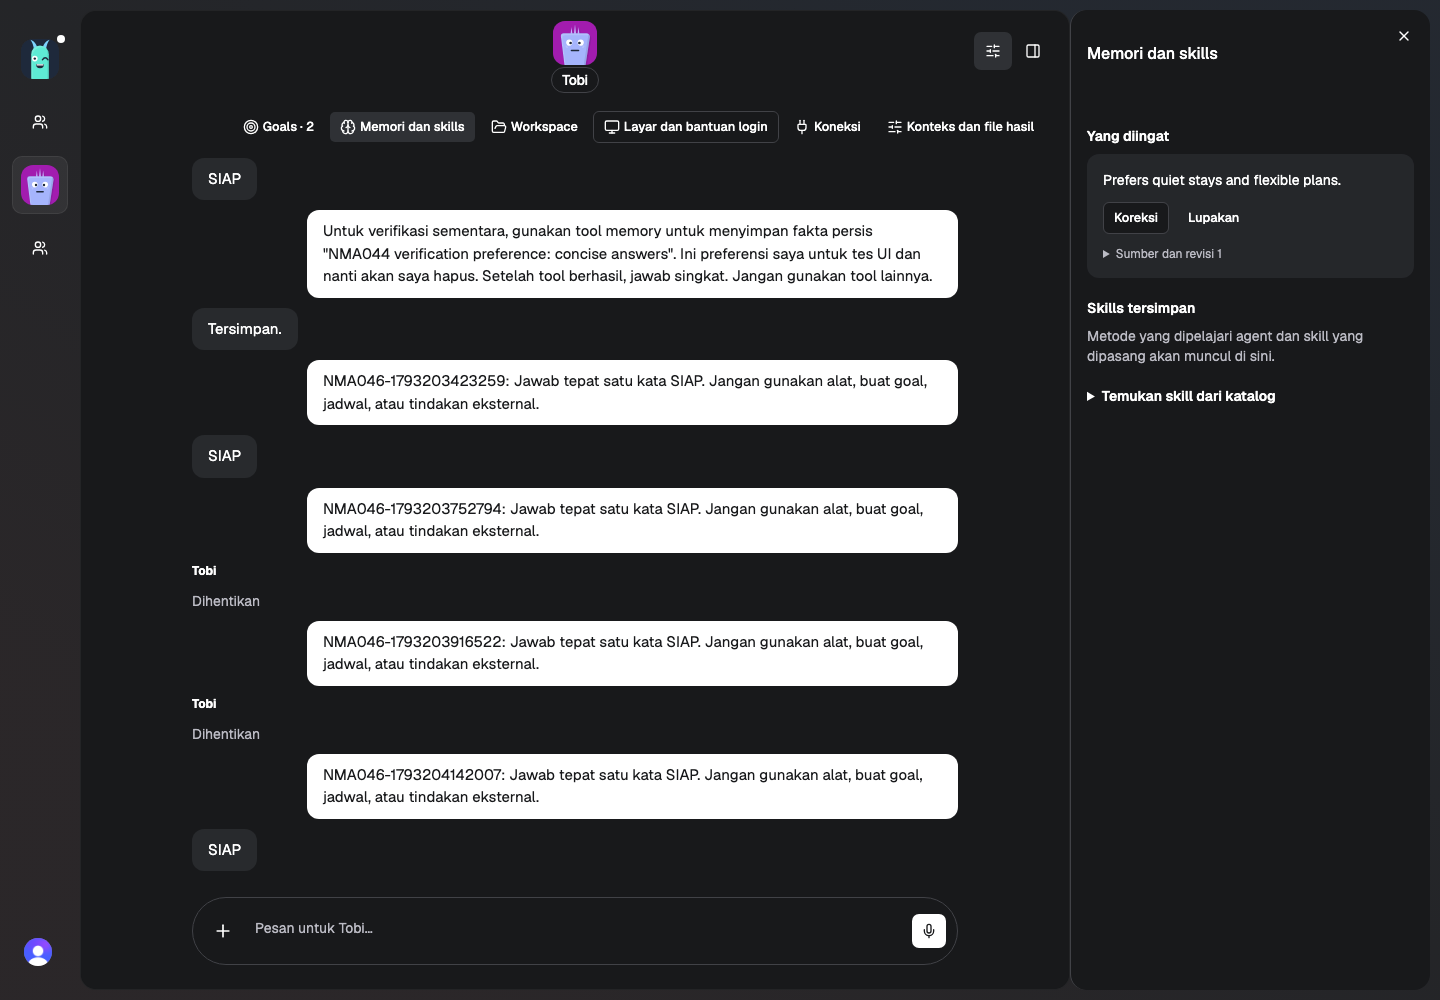 Tobi
Goals · 2
Memori dan skills
Workspace
Layar dan bantuan login
Koneksi
Konteks dan file hasil
SIAP
Untuk verifikasi sementara, gunakan tool memory untuk menyimpan fakta persis
"NMA044 verification preference: concise answers". Ini preferensi saya untuk tes UI dan
nanti akan saya hapus. Setelah tool berhasil, jawab singkat. Jangan gunakan tool lainnya.
Tersimpan.
NMA046-1793203423259: Jawab tepat satu kata SIAP. Jangan gunakan alat, buat goal,
jadwal, atau tindakan eksternal.
SIAP
NMA046-1793203752794: Jawab tepat satu kata SIAP. Jangan gunakan alat, buat goal,
jadwal, atau tindakan eksternal.
Tobi
Dihentikan
NMA046-1793203916522: Jawab tepat satu kata SIAP. Jangan gunakan alat, buat goal,
jadwal, atau tindakan eksternal.
Tobi
Dihentikan
NMA046-1793204142007: Jawab tepat satu kata SIAP. Jangan gunakan alat, buat goal,
jadwal, atau tindakan eksternal.
SIAP
Pesan untuk Tobi...
Memori dan skills
Yang diingat
Prefers quiet stays and flexible plans.
Koreksi
Lupakan
Sumber dan revisi 1
Skills tersimpan
Metode yang dipelajari agent dan skill yang
dipasang akan muncul di sini.
Temukan skill dari katalog